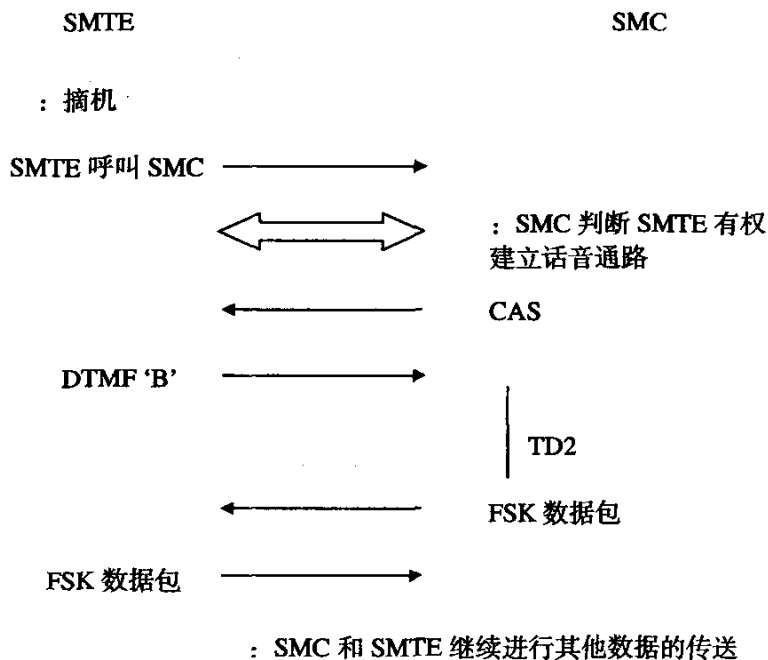 SMTE SMC
：摘机
SMTE 呼叫 SMC
：SMC 判断 SMTE 有权
建立话音通路
CAS
DTMF ‘B’
TD2
FSK 数据包
FSK 数据包
：SMC 和 SMTE 继续进行其他数据的传送